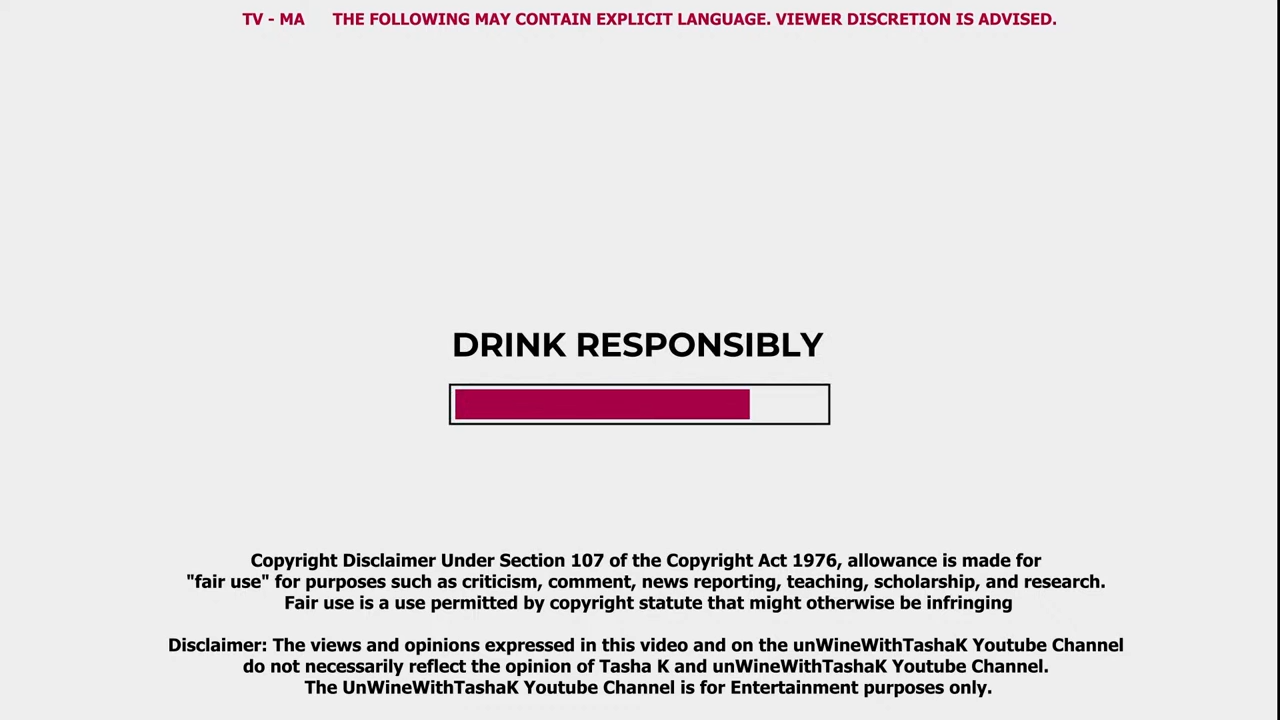 TV - MA THE FOLLOWING MAY CONTAIN EXPLICIT LANGUAGE. VIEWER DISCRETION IS ADVISED.
DRINK RESPONSIBLY
Copyright Disclaimer Under Section 107 of the Copyright Act 1976, allowance is made for
"fair use" for purposes such as criticism, comment, news reporting, teaching, scholarship, and research.
Fair use is a use permitted by copyright statute that might otherwise be infringing
Disclaimer: The views and opinions expressed in this video and on the unWineWithTashaK Youtube Channel
do not necessarily reflect the opinion of Tasha K and unWineWithTashaK Youtube Channel.
The UnWineWithTashaK Youtube Channel is for Entertainment purposes only.